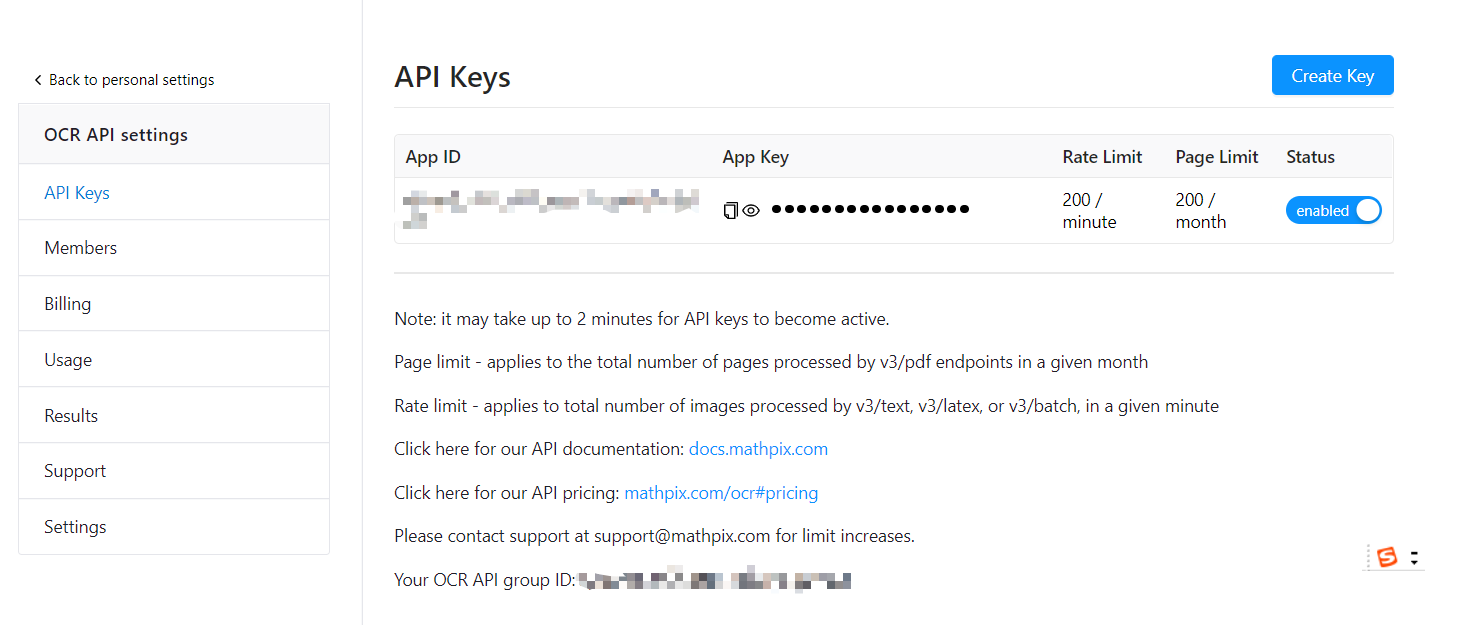 Back to personal settings
OCR API settings
API Keys
Members
Billing
Usage
Results
Support
Settings
API Keys
Create Key
App ID App Key Rate Limit Page Limit Status
200 / minute
200 / month
enabled
Note: it may take up to 2 minutes for API keys to become active.
Page limit - applies to the total number of pages processed by v3/pdf endpoints in a given month
Rate limit - applies to total number of images processed by v3/text, v3/latex, or v3/batch, in a given minute
Click here for our API documentation: docs.mathpix.com
Click here for our API pricing: mathpix.com/ocr#pricing
Please contact support at support@mathpix.com for limit increases.
Your OCR API group ID: